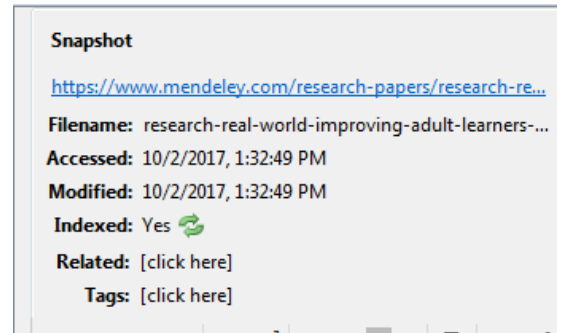 Snapshot
https://www.mendeley.com/research-papers/research-re...
Filename: research-real-world-improving-adult-learners-...
Accessed: 10/2/2017, 1:32:49 PM
Modified: 10/2/2017, 1:32:49 PM
Indexed: Yes
Related: [click here]
Tags: [click here]